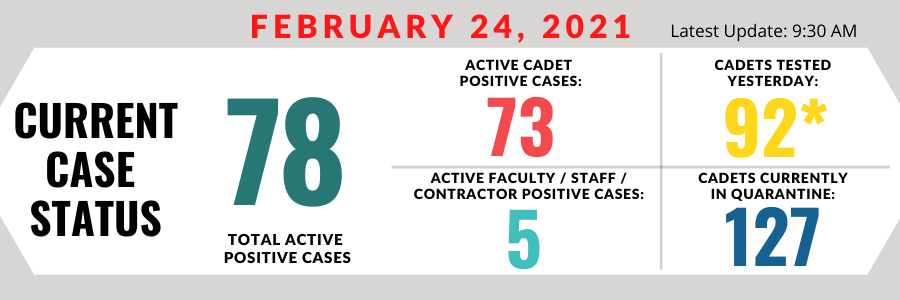 FEBRUARY 24, 2021
Latest Update: 9:30 AM
CURRENT
CASE
STATUS
78
TOTAL ACTIVE
POSITIVE CASES
ACTIVE CADET
POSITIVE CASES:
73
CADETS TESTED
YESTERDAY:
92*
ACTIVE FACULTY / STAFF /
CONTRACTOR POSITIVE CASES:
5
CADETS CURRENTLY
IN QUARANTINE:
127